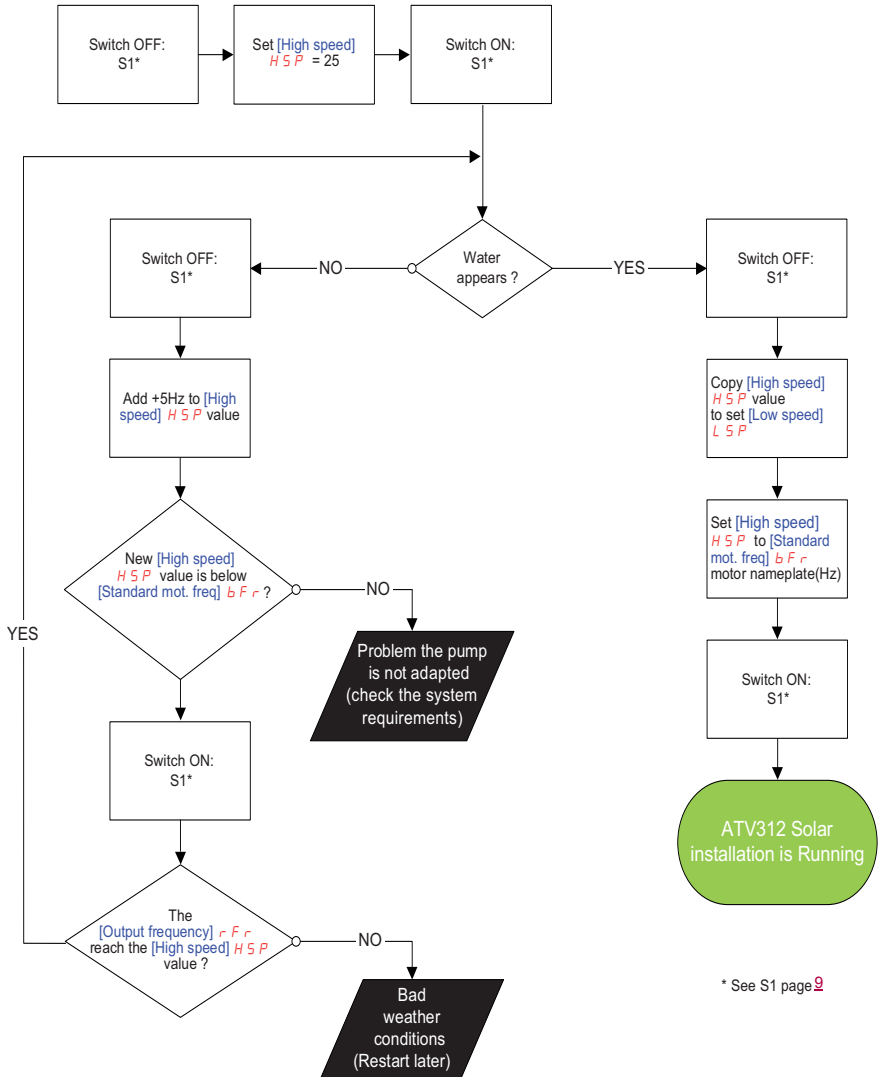 Switch OFF:
S1*
Set [High speed]
HSP = 25
Switch ON:
S1*
Water
appears ?
NO
YES
Switch OFF:
S1*
Add +5Hz to [High
speed] HSP value
New [High speed]
HSP value is below
[Standard mot. freq] bFr ?
NO
Problem the pump
is not adapted
(check the system
requirements)
YES
Switch ON:
S1*
The
[Output frequency] rFr
reach the [High speed] HSP
value ?
NO
Bad
weather
conditions
(Restart later)
Switch OFF:
S1*
Copy [High speed]
HSP value
to set [Low speed]
LSP
Set [High speed]
HSP to [Standard
mot. freq] bFr
motor nameplate(Hz)
Switch ON:
S1*
ATV312 Solar
installation is Running
* See S1 page 9